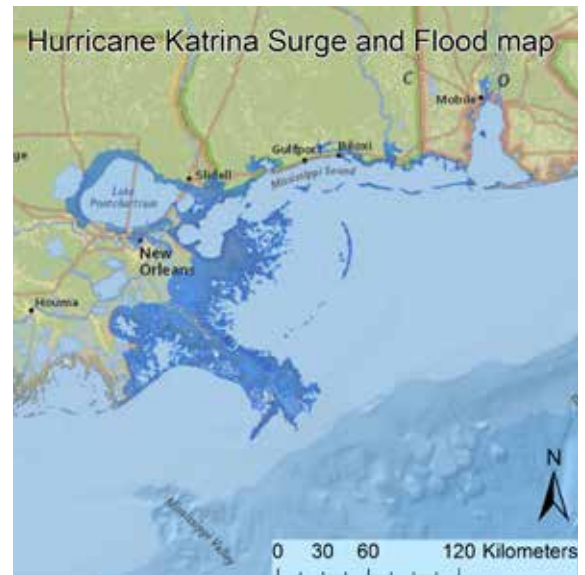 Hurricane Katrina Surge and Flood map
C O
Mobile
Gulfport Biloxi
ge
Slidell
Mississippi Sound
Lake
Pontchartrain
New
Orleans
Houma
Mississippi Valley
N
0 30 60 120 Kilometers